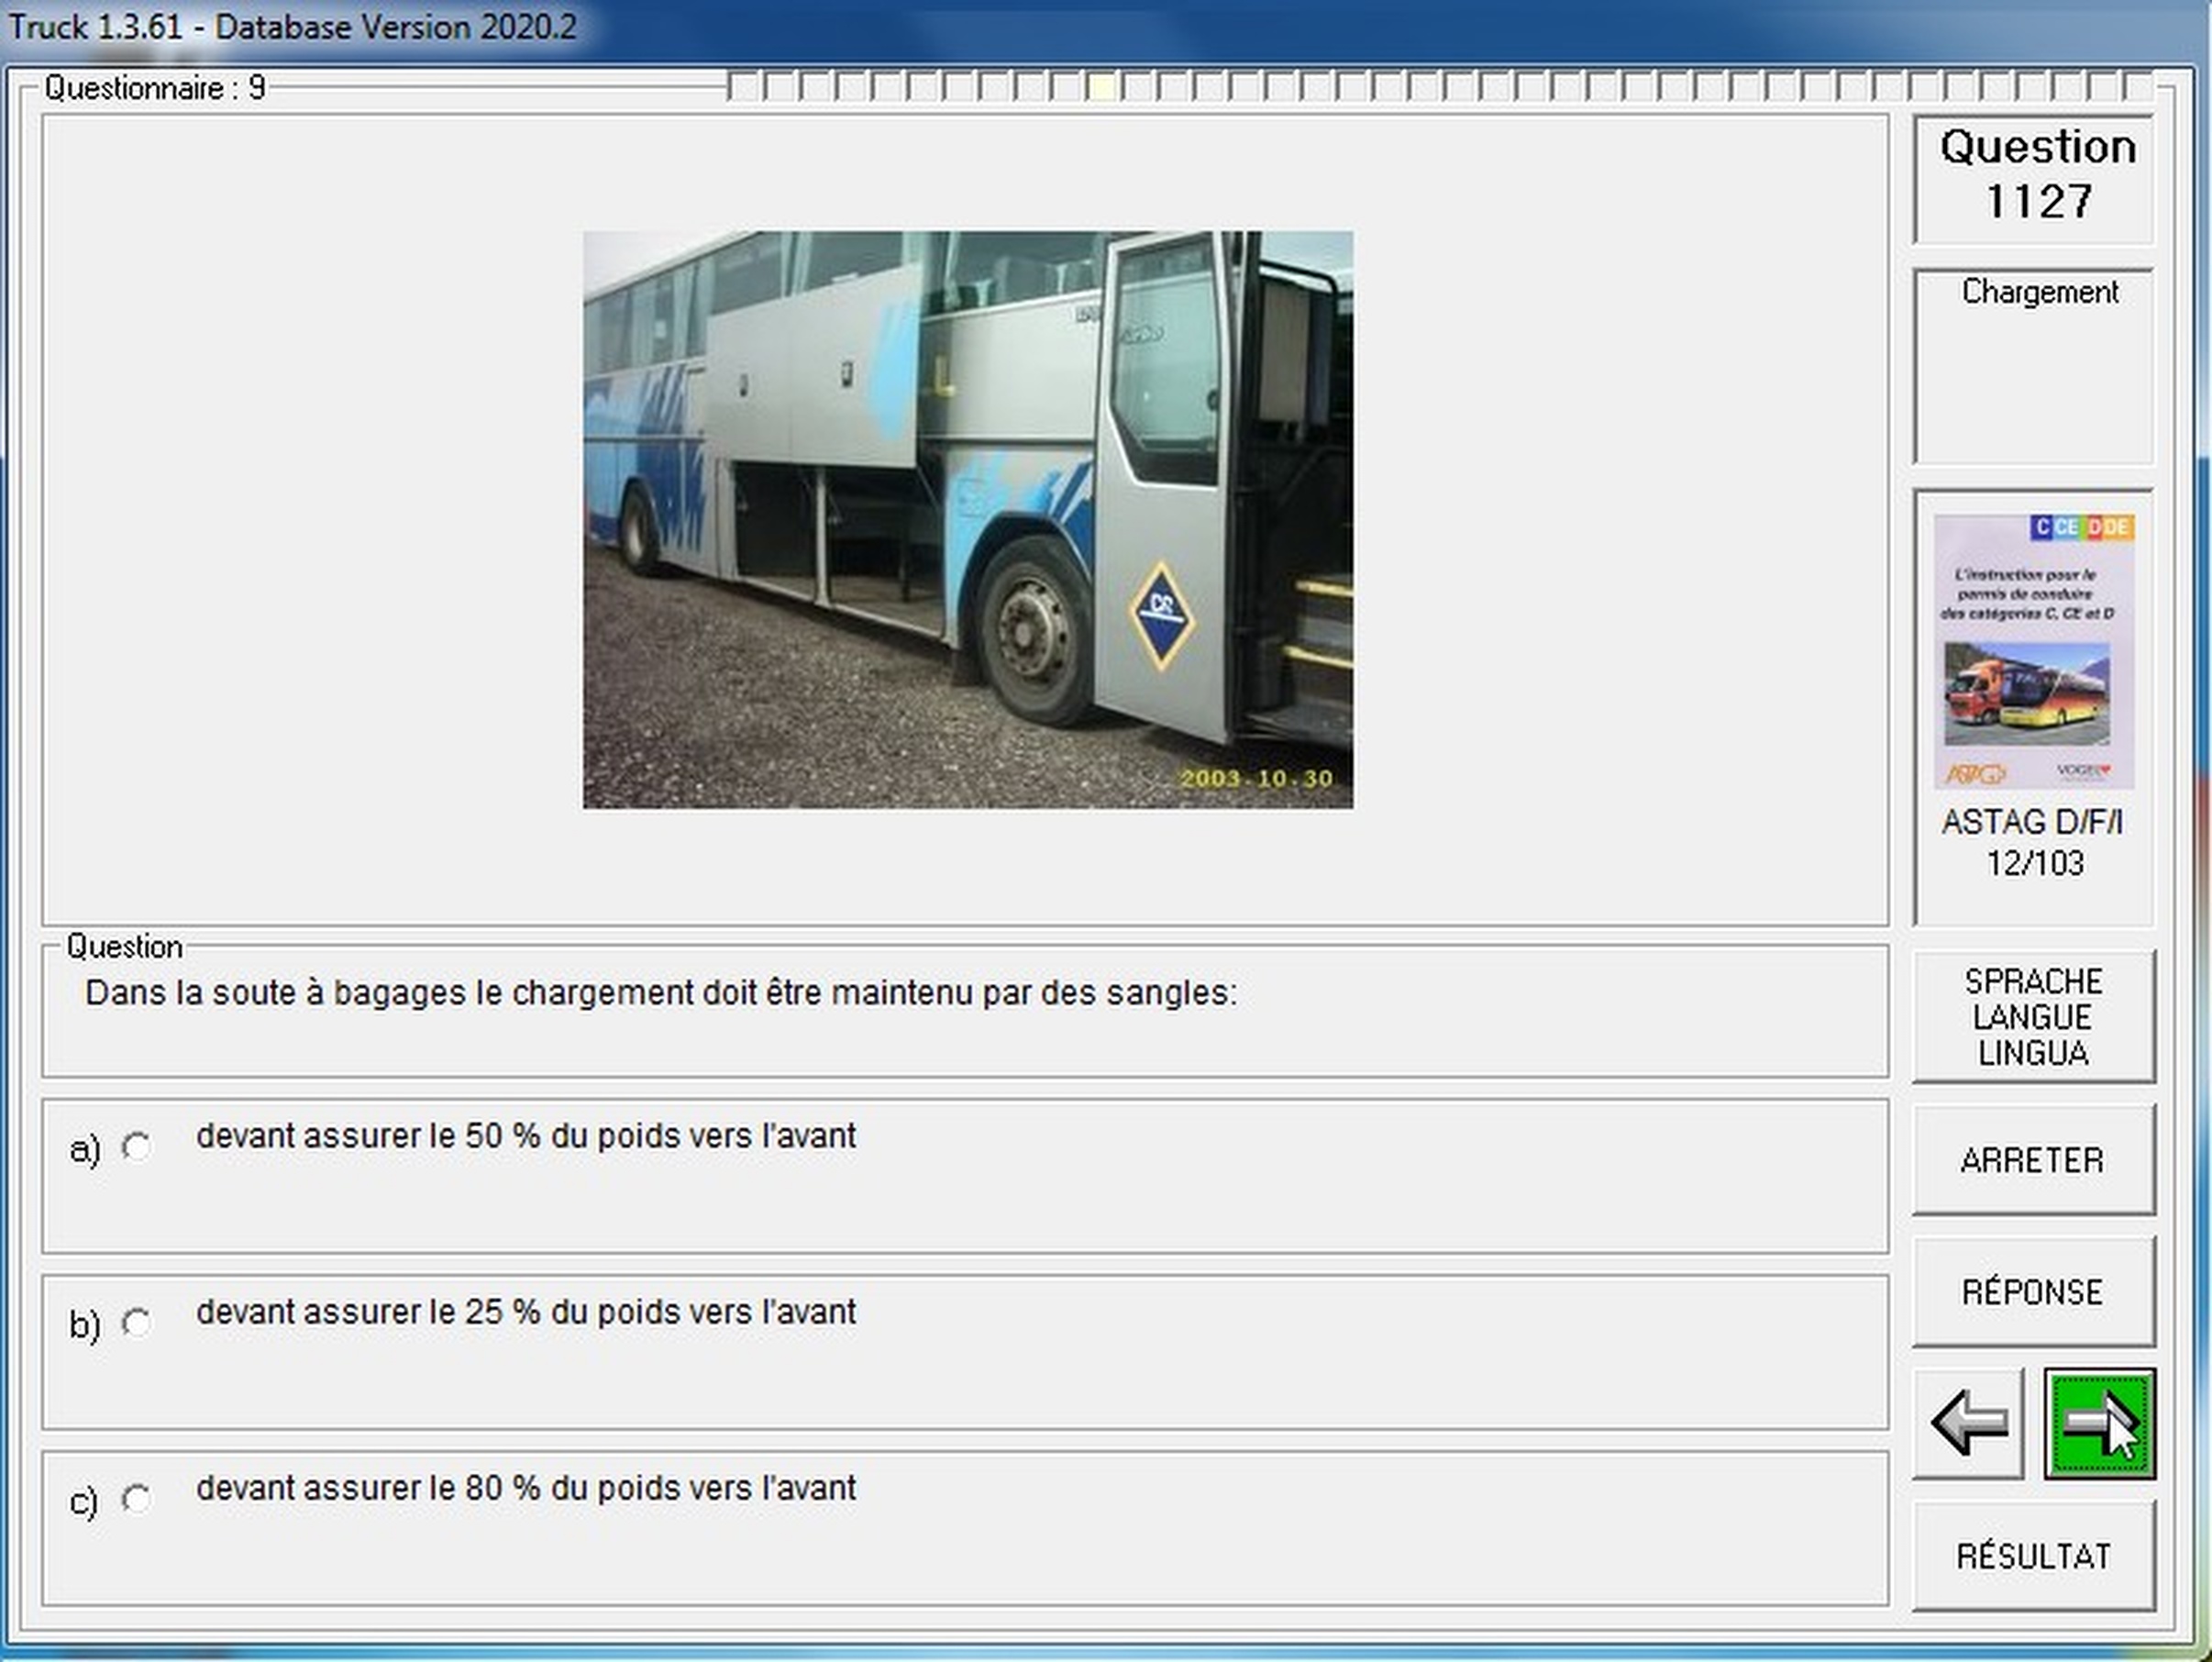 Truck 1.3.61 - Database Version 2020.2
Questionnaire : 9
Question
1127
Chargement
C CE D DE
L'instruction pour le
permis de conduire
des catégories C, CE et D
ASTAG
VOGEL
ASTAG D/F/I
12/103
2003.10.30
Question
Dans la soute à bagages le chargement doit être maintenu par des sangles:
a) devant assurer le 50 % du poids vers l'avant
b) devant assurer le 25 % du poids vers l'avant
c) devant assurer le 80 % du poids vers l'avant
SPRACHE
LANGUE
LINGUA
ARRETER
RÉPONSE
RÉSULTAT